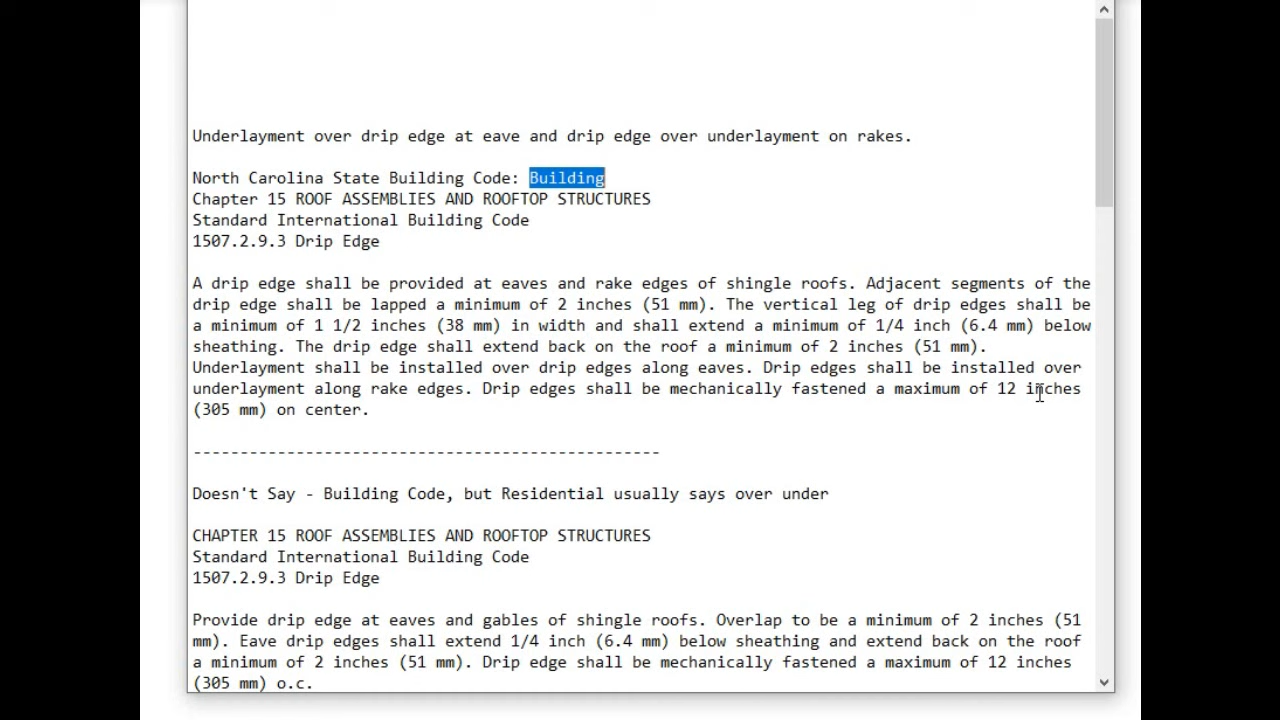 Underlayment over drip edge at eave and drip edge over underlayment on rakes.
North Carolina State Building Code: Building
Chapter 15 ROOF ASSEMBLIES AND ROOFTOP STRUCTURES
Standard International Building Code
1507.2.9.3 Drip Edge
A drip edge shall be provided at eaves and rake edges of shingle roofs. Adjacent segments of the
drip edge shall be lapped a minimum of 2 inches (51 mm). The vertical leg of drip edges shall be
a minimum of 1 1/2 inches (38 mm) in width and shall extend a minimum of 1/4 inch (6.4 mm) below
sheathing. The drip edge shall extend back on the roof a minimum of 2 inches (51 mm).
Underlayment shall be installed over drip edges along eaves. Drip edges shall be installed over
underlayment along rake edges. Drip edges shall be mechanically fastened a maximum of 12 inches
(305 mm) on center.
--------------------------------------------------
Doesn't Say - Building Code, but Residential usually says over under
CHAPTER 15 ROOF ASSEMBLIES AND ROOFTOP STRUCTURES
Standard International Building Code
1507.2.9.3 Drip Edge
Provide drip edge at eaves and gables of shingle roofs. Overlap to be a minimum of 2 inches (51
mm). Eave drip edges shall extend 1/4 inch (6.4 mm) below sheathing and extend back on the roof
a minimum of 2 inches (51 mm). Drip edge shall be mechanically fastened a maximum of 12 inches
(305 mm) o.c.